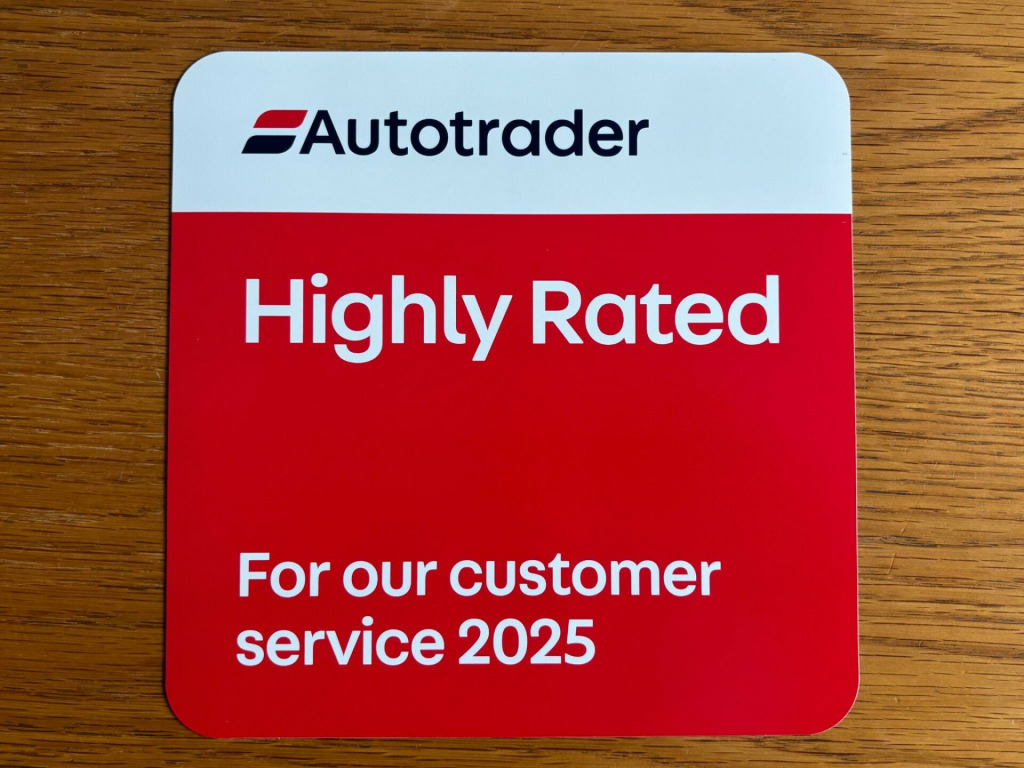 Autotrader
Highly Rated
For our customer
service 2025